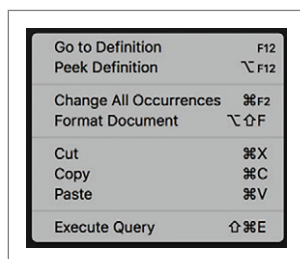 Go to Definition F12
Peek Definition ⌥F12
Change All Occurrences ⌘F2
Format Document ⌥⇧F
Cut ⌘X
Copy ⌘C
Paste ⌘V
Execute Query ⇧⌘E